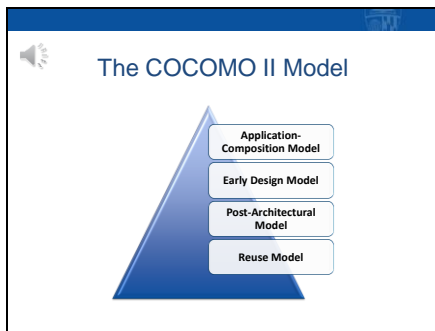 The COCOMO II Model
Application-
Composition Model
Early Design Model
Post-Architectural
Model
Reuse Model